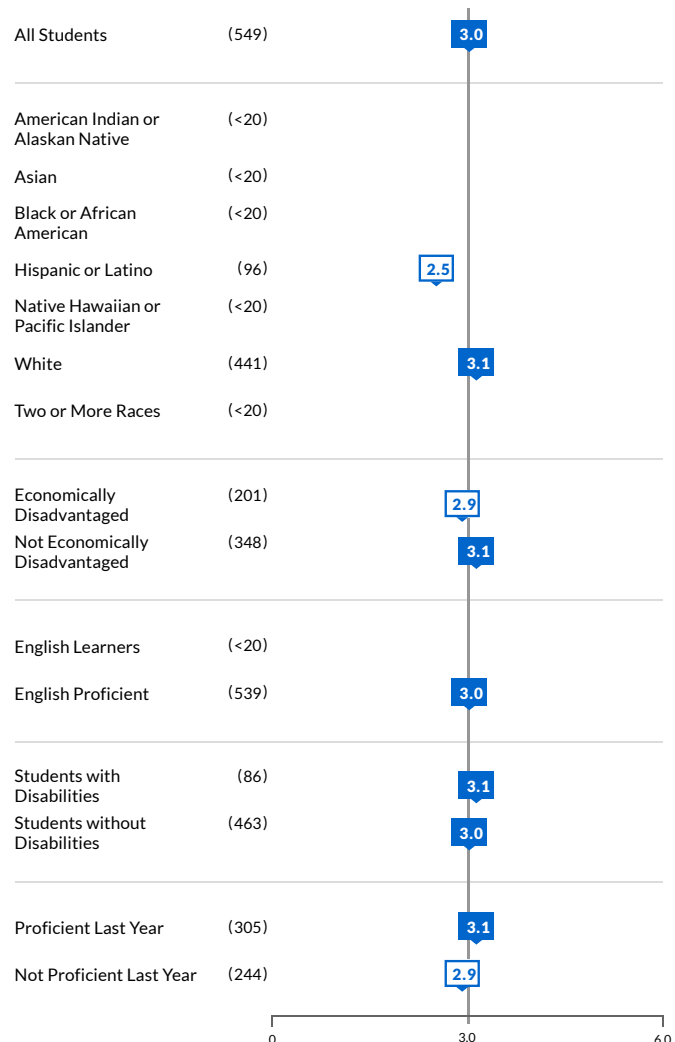 All Students (549) 3.0
American Indian or (<20)
Alaskan Native
Asian (<20)
Black or African (<20)
American
Hispanic or Latino (96) 2.5
Native Hawaiian or (<20)
Pacific Islander
White (441) 3.1
Two or More Races (<20)
Economically (201) 2.9
Disadvantaged
Not Economically (348) 3.1
Disadvantaged
English Learners (<20)
English Proficient (539) 3.0
Students with (86) 3.1
Disabilities
Students without (463) 3.0
Disabilities
Proficient Last Year (305) 3.1
Not Proficient Last Year (244) 2.9
0 3.0 6.0